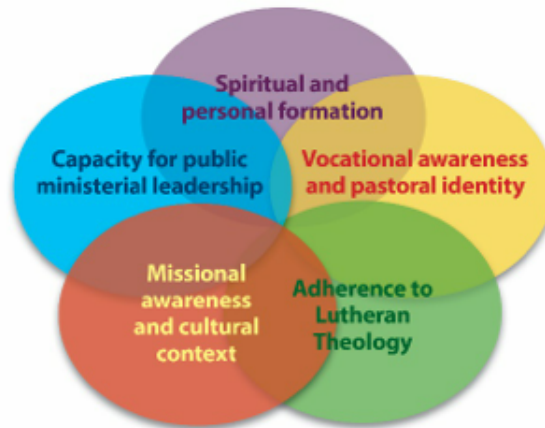 Spiritual and
personal formation
Capacity for public
ministerial leadership
Vocational awareness
and pastoral identity
Missional
awareness
and cultural
context
Adherence to
Lutheran
Theology